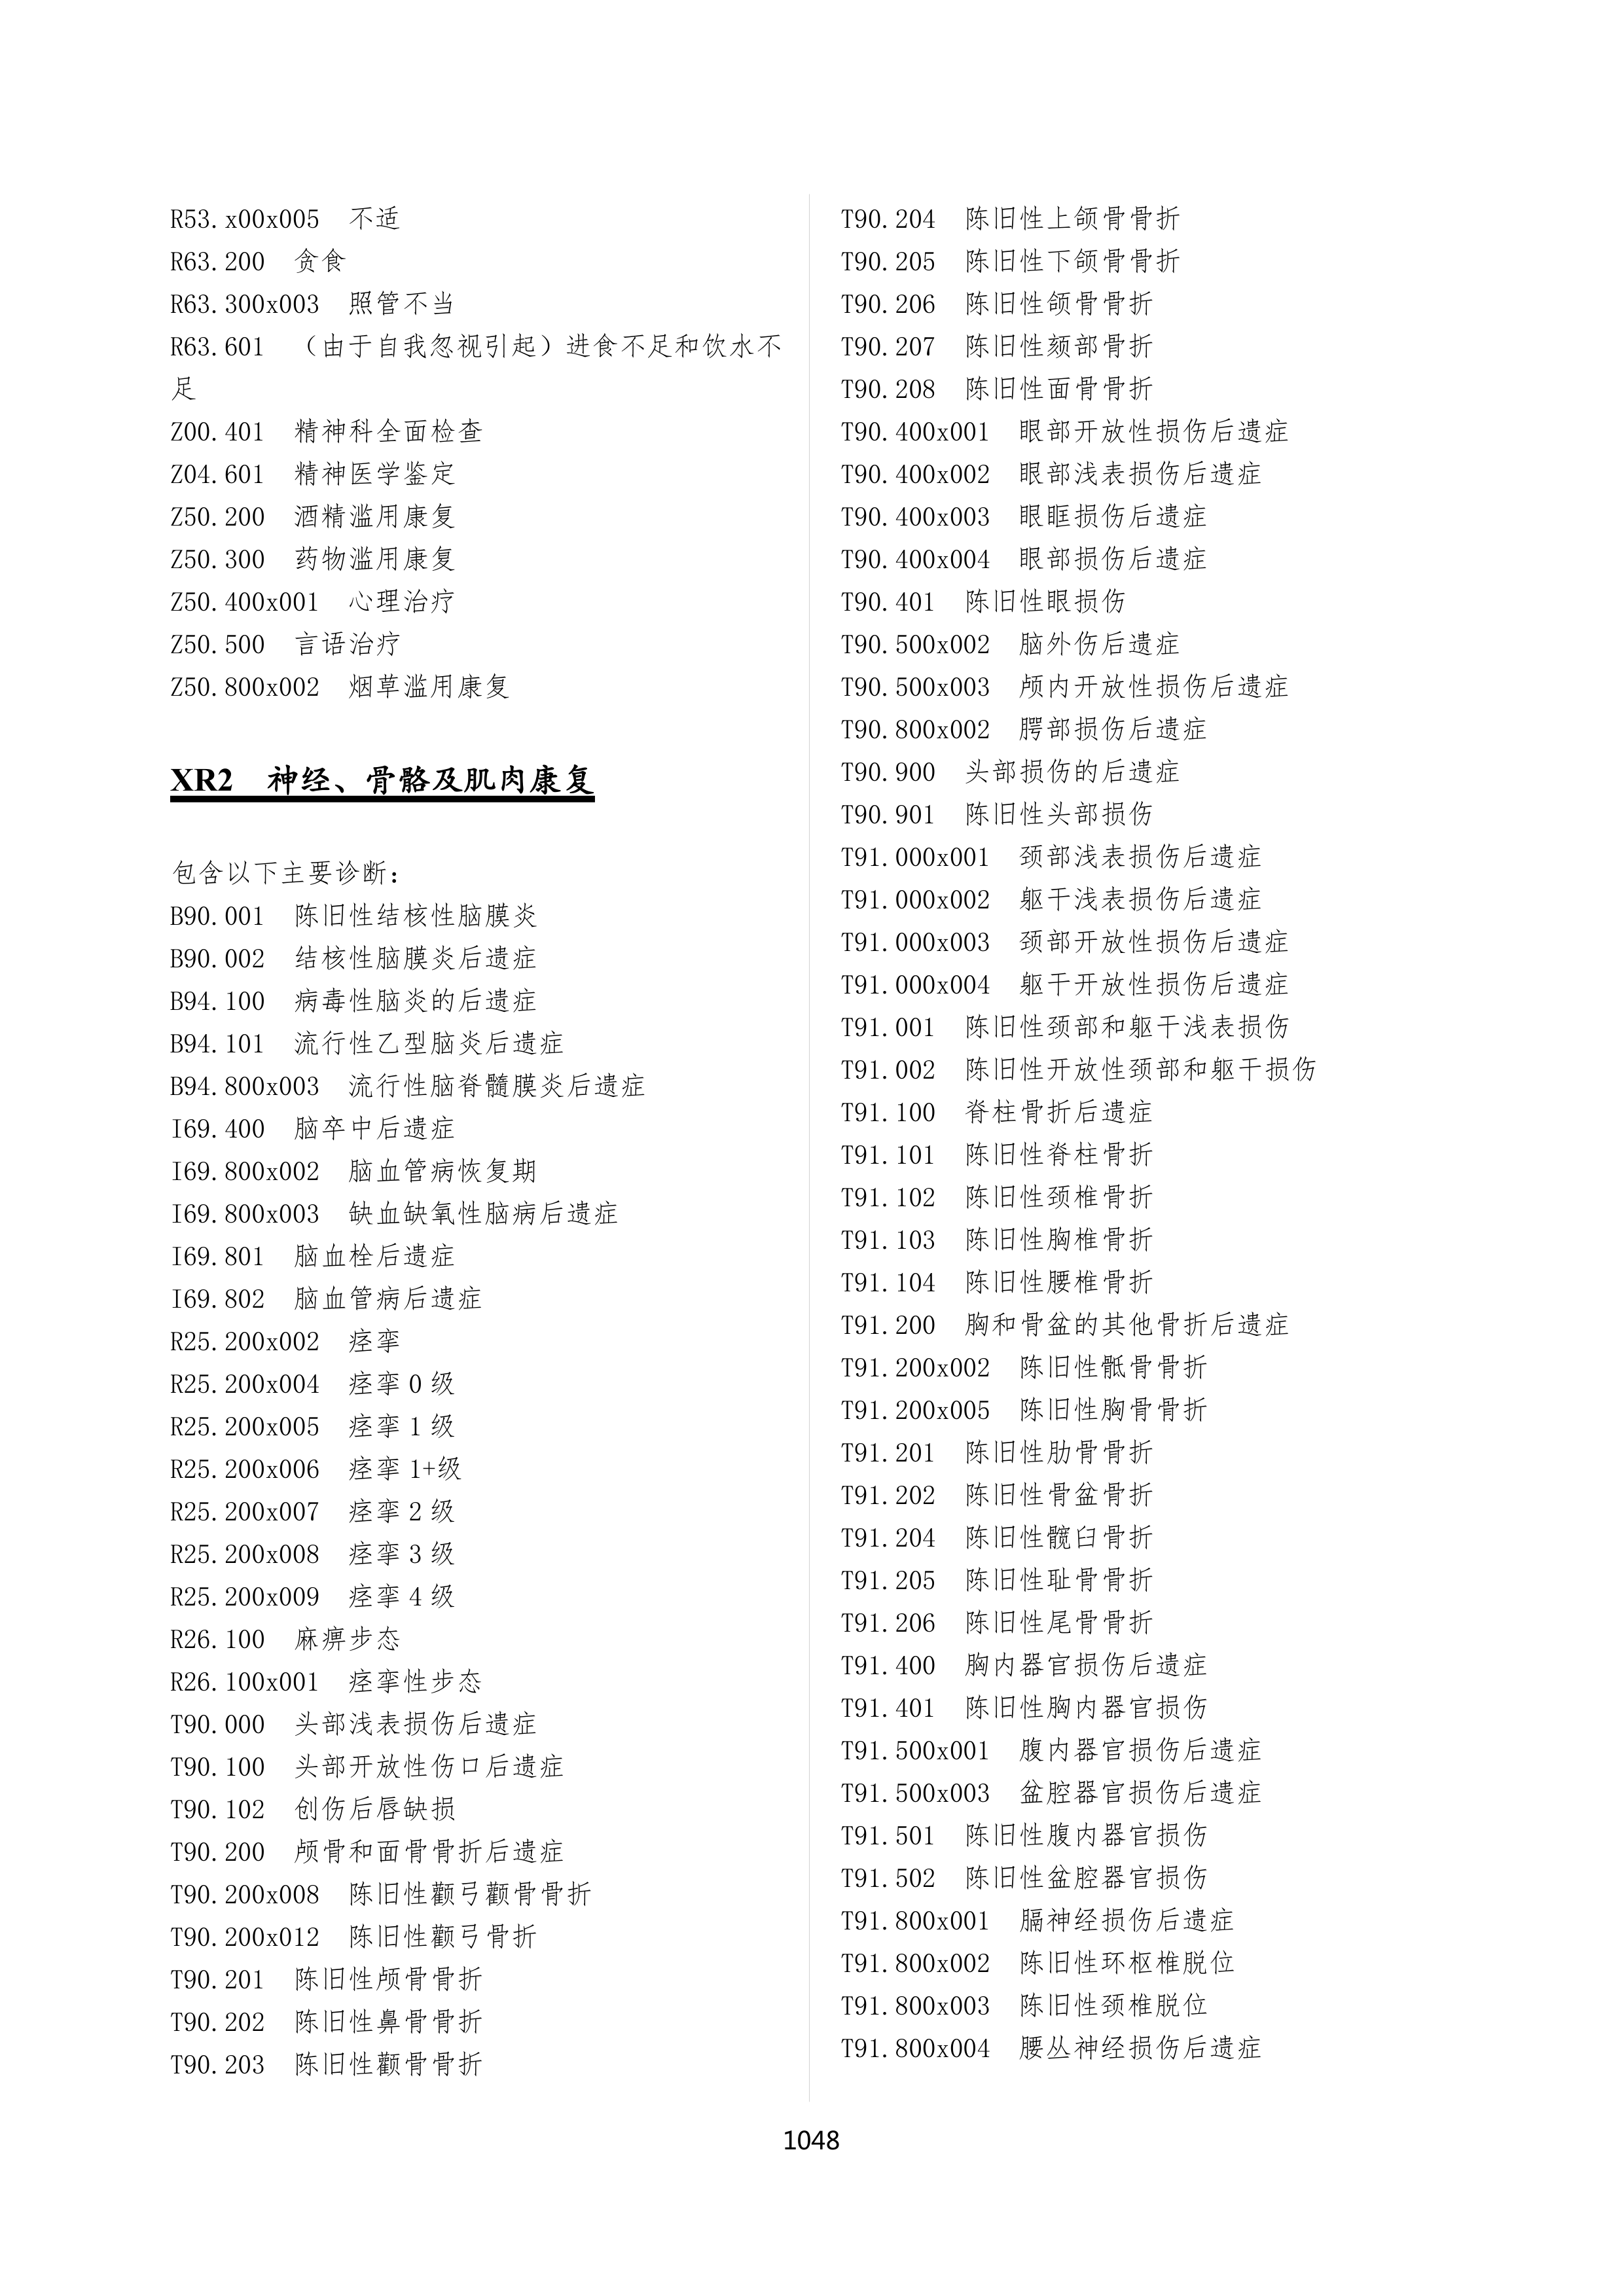 R53.x00x005 不适
R63.200 贪食
R63.300x003 照管不当
R63.601 （由于自我忽视引起）进食不足和饮水不
足
Z00.401 精神科全面检查
Z04.601 精神医学鉴定
Z50.200 酒精滥用康复
Z50.300 药物滥用康复
Z50.400x001 心理治疗
Z50.500 言语治疗
Z50.800x002 烟草滥用康复
XR2 神经、骨骼及肌肉康复
包含以下主要诊断：
B90.001 陈旧性结核性脑膜炎
B90.002 结核性脑膜炎后遗症
B94.100 病毒性脑炎的后遗症
B94.101 流行性乙型脑炎后遗症
B94.800x003 流行性脑脊髓膜炎后遗症
I69.400 脑卒中后遗症
I69.800x002 脑血管病恢复期
I69.800x003 缺血缺氧性脑病后遗症
I69.801 脑血栓后遗症
I69.802 脑血管病后遗症
R25.200x002 痉挛
R25.200x004 痉挛 0 级
R25.200x005 痉挛 1 级
R25.200x006 痉挛 1+级
R25.200x007 痉挛 2 级
R25.200x008 痉挛 3 级
R25.200x009 痉挛 4 级
R26.100 麻痹步态
R26.100x001 痉挛性步态
T90.000 头部浅表损伤后遗症
T90.100 头部开放性伤口后遗症
T90.102 创伤后唇缺损
T90.200 颅骨和面骨骨折后遗症
T90.200x008 陈旧性颧弓颧骨骨折
T90.200x012 陈旧性颧弓骨折
T90.201 陈旧性颅骨骨折
T90.202 陈旧性鼻骨骨折
T90.203 陈旧性颧骨骨折
T90.204 陈旧性上颌骨骨折
T90.205 陈旧性下颌骨骨折
T90.206 陈旧性颌骨骨折
T90.207 陈旧性颏部骨折
T90.208 陈旧性面骨骨折
T90.400x001 眼部开放性损伤后遗症
T90.400x002 眼部浅表损伤后遗症
T90.400x003 眼眶损伤后遗症
T90.400x004 眼部损伤后遗症
T90.401 陈旧性眼损伤
T90.500x002 脑外伤后遗症
T90.500x003 颅内开放性损伤后遗症
T90.800x002 腭部损伤后遗症
T90.900 头部损伤的后遗症
T90.901 陈旧性头部损伤
T91.000x001 颈部浅表损伤后遗症
T91.000x002 躯干浅表损伤后遗症
T91.000x003 颈部开放性损伤后遗症
T91.000x004 躯干开放性损伤后遗症
T91.001 陈旧性颈部和躯干浅表损伤
T91.002 陈旧性开放性颈部和躯干损伤
T91.100 脊柱骨折后遗症
T91.101 陈旧性脊柱骨折
T91.102 陈旧性颈椎骨折
T91.103 陈旧性胸椎骨折
T91.104 陈旧性腰椎骨折
T91.200 胸和骨盆的其他骨折后遗症
T91.200x002 陈旧性骶骨骨折
T91.200x005 陈旧性胸骨骨折
T91.201 陈旧性肋骨骨折
T91.202 陈旧性骨盆骨折
T91.204 陈旧性髋臼骨折
T91.205 陈旧性耻骨骨折
T91.206 陈旧性尾骨骨折
T91.400 胸内器官损伤后遗症
T91.401 陈旧性胸内器官损伤
T91.500x001 腹内器官损伤后遗症
T91.500x003 盆腔器官损伤后遗症
T91.501 陈旧性腹内器官损伤
T91.502 陈旧性盆腔器官损伤
T91.800x001 膈神经损伤后遗症
T91.800x002 陈旧性环枢椎脱位
T91.800x003 陈旧性颈椎脱位
T91.800x004 腰丛神经损伤后遗症
1048